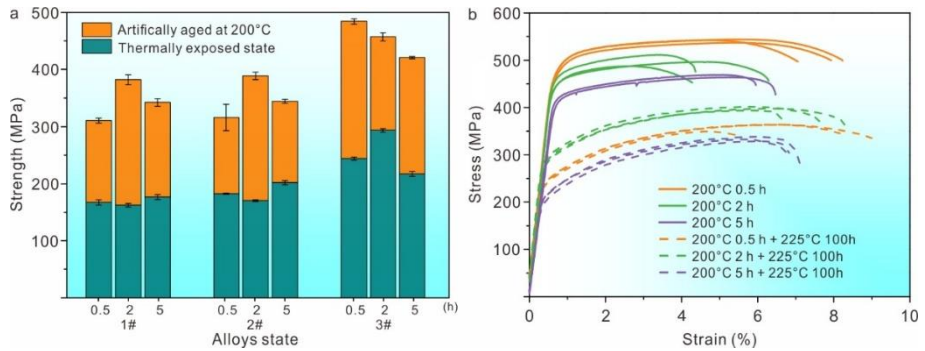 a
Artifically aged at 200°C
Thermally exposed state
Strength (MPa)
500
400
300
200
100
0.5 2 5 0.5 2 5 0.5 2 5 (h)
1# 2# 3#
Alloys state
b
Stress (MPa)
600
500
400
300
200
100
0
200°C 0.5 h
200°C 2 h
200°C 5 h
200°C 0.5 h + 225°C 100h
200°C 2 h + 225°C 100h
200°C 5 h + 225°C 100h
0 2 4 6 8 10
Strain (%)